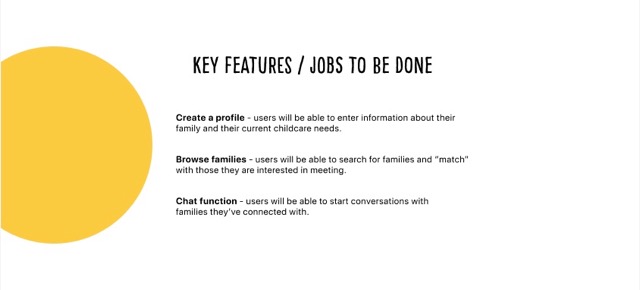 KEY FEATURES / JOBS TO BE DONE
Create a profile - users will be able to enter information about their
family and their current childcare needs.
Browse families - users will be able to search for families and “match”
with those they are interested in meeting.
Chat function - users will be able to start conversations with
families they’ve connected with.